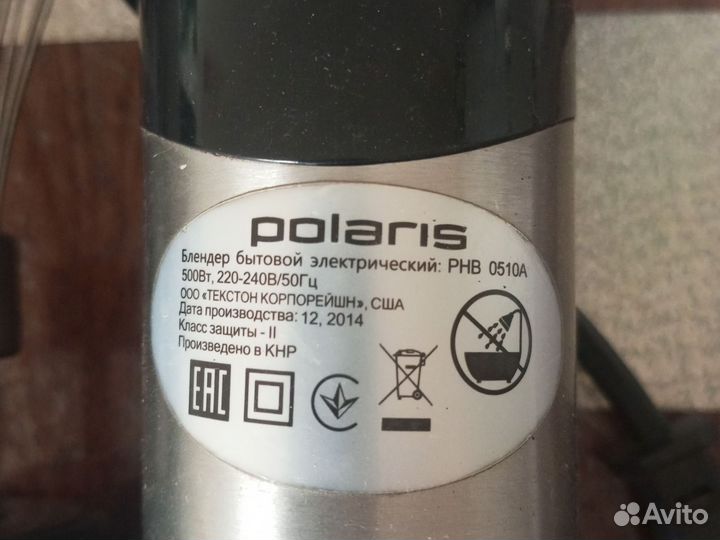 polaris
Блендер бытовой электрический: PHB 0510A
500Вт, 220-240В/50Гц
ООО «ТЕКСТОН КОРПОРЕЙШН», США
Дата производства: 12, 2014
Класс защиты - II
Произведено в КНР
EAC
Avito